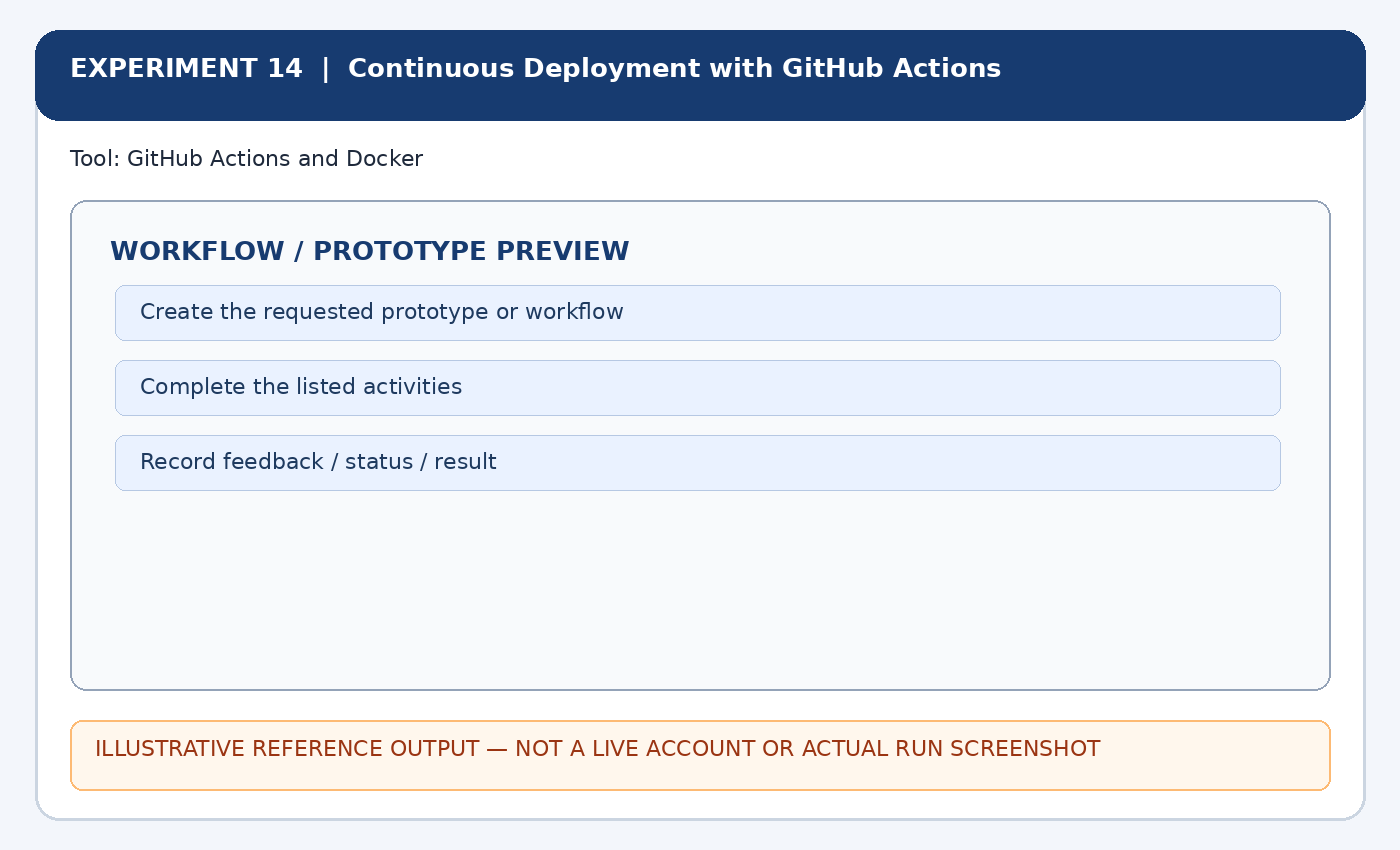 EXPERIMENT 14 | Continuous Deployment with GitHub Actions
Tool: GitHub Actions and Docker
WORKFLOW / PROTOTYPE PREVIEW
Create the requested prototype or workflow
Complete the listed activities
Record feedback / status / result
ILLUSTRATIVE REFERENCE OUTPUT — NOT A LIVE ACCOUNT OR ACTUAL RUN SCREENSHOT